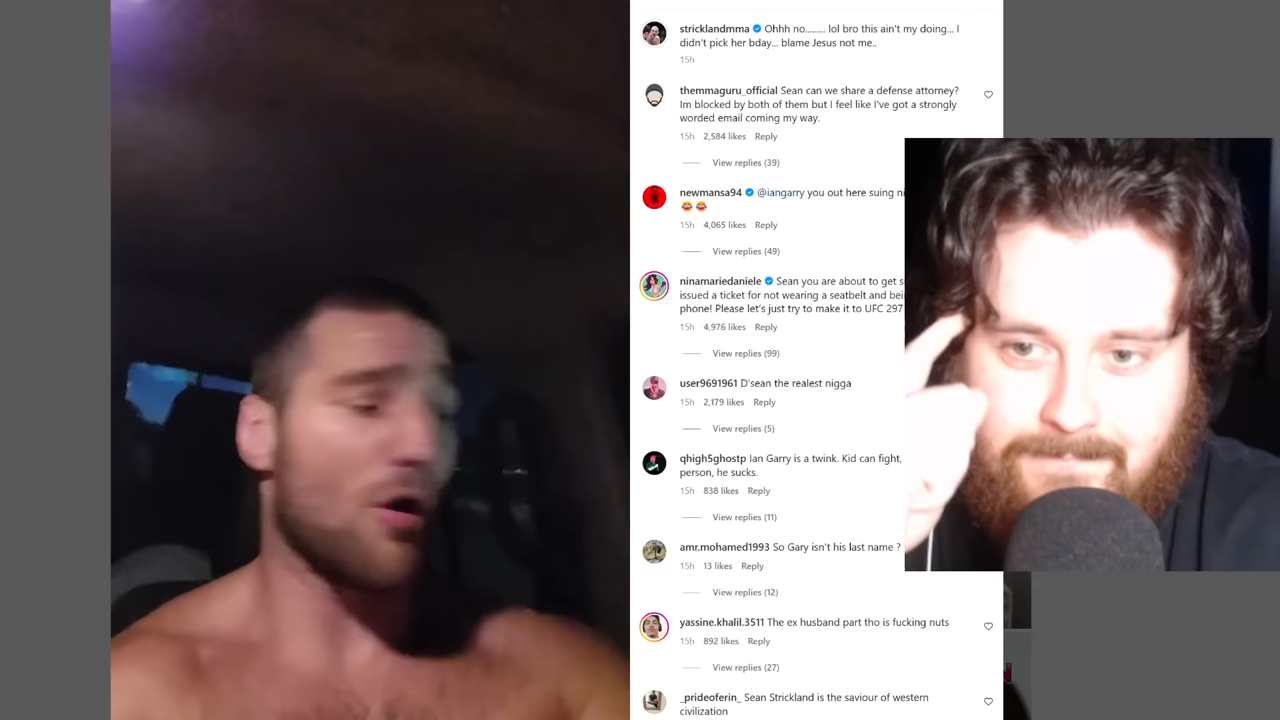 stricklandmma Ohhh no......... lol bro this ain't my doing... I
didn't pick her bday... blame Jesus not me..
15h
themmaguru_official Sean can we share a defense attorney?
Im blocked by both of them but I feel like I've got a strongly
worded email coming my way.
15h 2,584 likes Reply
View replies (39)
newmansa94 @iangarry you out here suing
😂😂
15h 4,065 likes Reply
View replies (49)
ninamariedaniele Sean you are about to get
issued a ticket for not wearing a seatbelt and
phone! Please let's just try to make it to UFC 297
15h 4,976 likes Reply
View replies (99)
user9691961 D'sean the realest nigga
15h 2,179 likes Reply
View replies (5)
qhigh5ghostp Ian Garry is a twink. Kid can fight,
person, he sucks.
15h 838 likes Reply
View replies (11)
amr.mohamed1993 So Gary isn't his last name ?
15h 13 likes Reply
View replies (12)
yassine.khalil.3511 The ex husband part tho is fucking nuts
15h 892 likes Reply
View replies (27)
_prideoferin_ Sean Strickland is the saviour of western
civilization